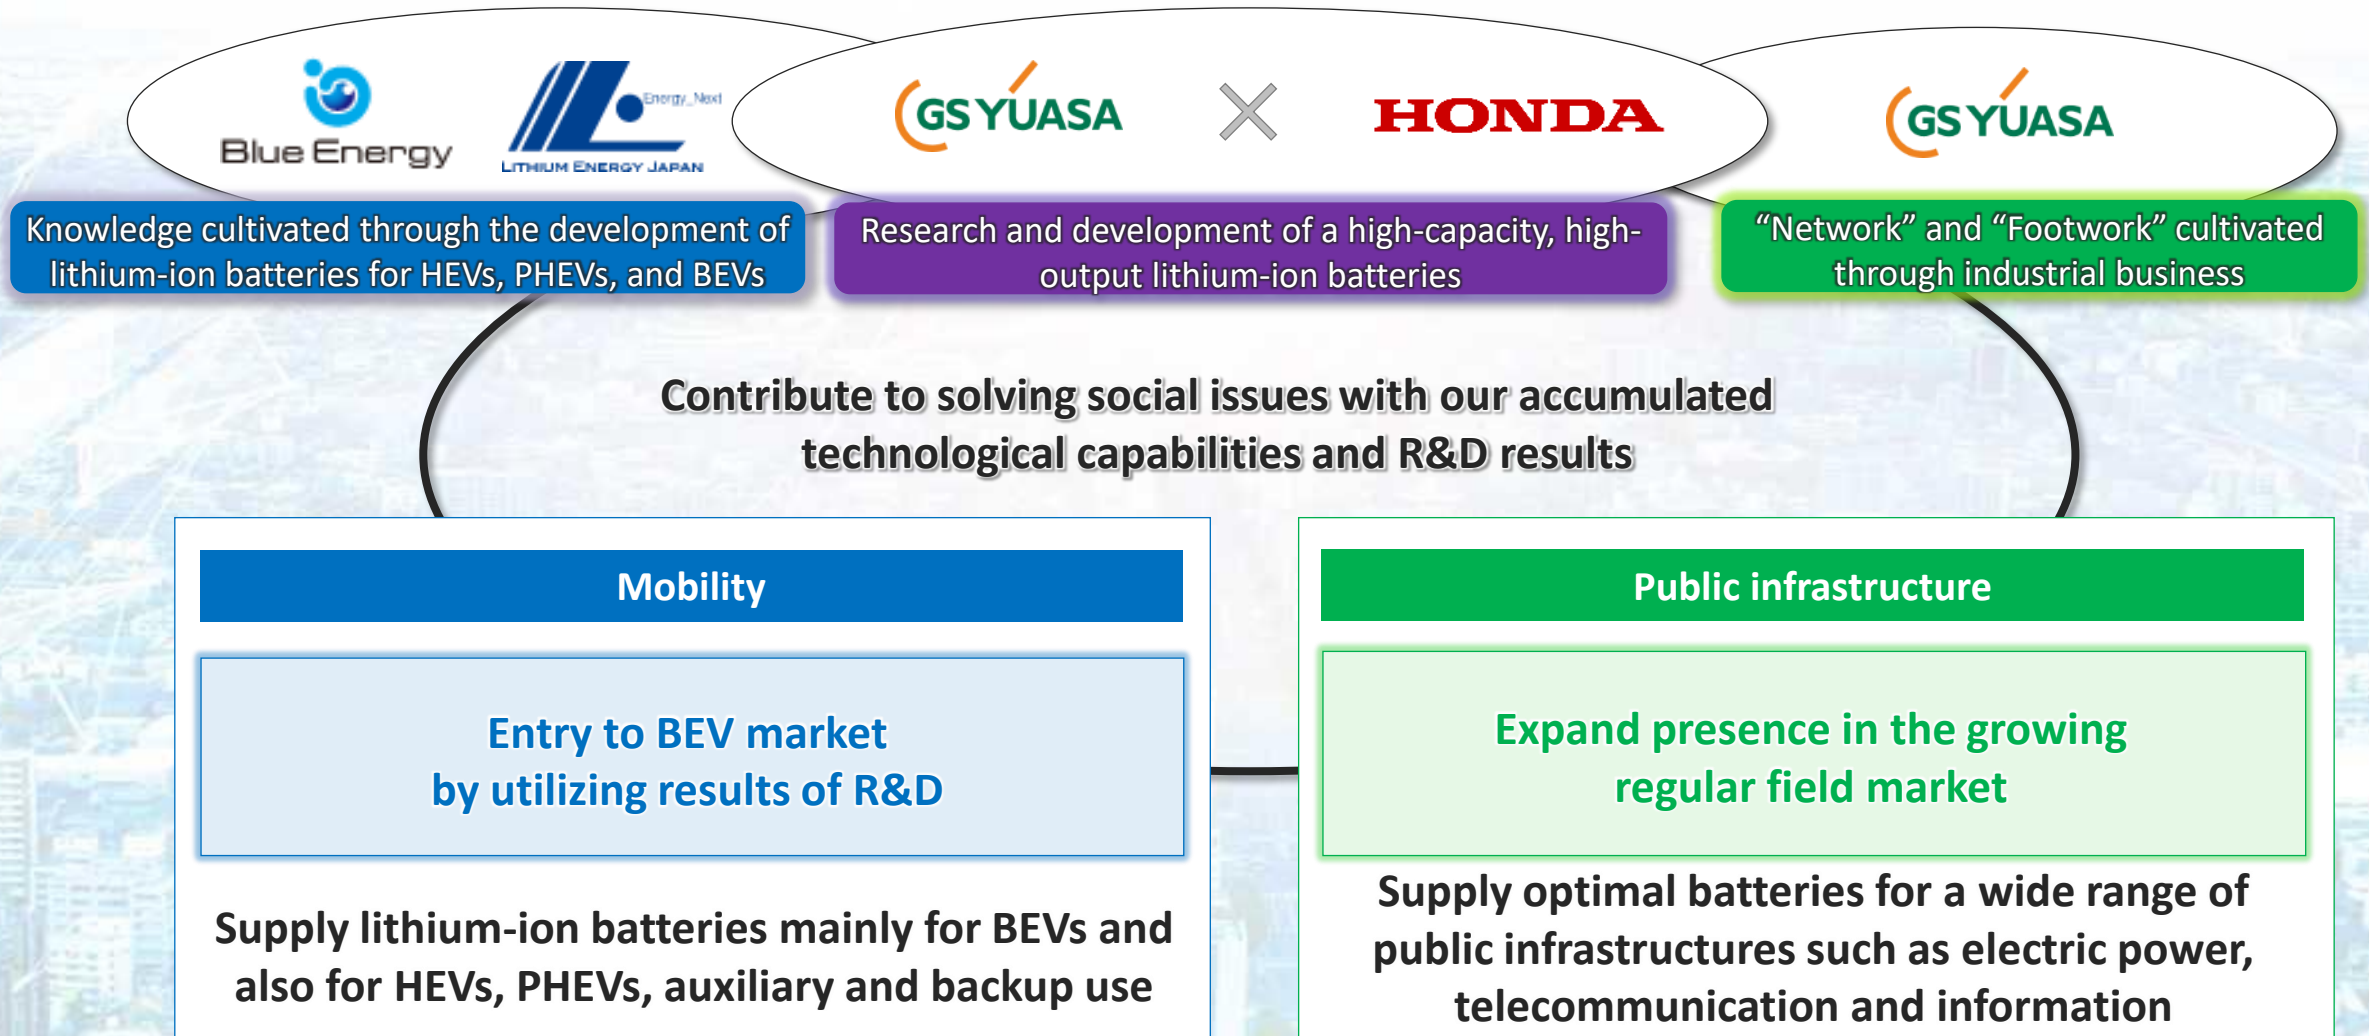 Blue Energy
Energy_Next
LITHIUM ENERGY JAPAN
GS YUASA
HONDA
GS YUASA
Knowledge cultivated through the development of
lithium-ion batteries for HEVs, PHEVs, and BEVs
Research and development of a high-capacity, high-
output lithium-ion batteries
“Network” and “Footwork” cultivated
through industrial business
Contribute to solving social issues with our accumulated
technological capabilities and R&D results
Mobility
Entry to BEV market
by utilizing results of R&D
Supply lithium-ion batteries mainly for BEVs and
also for HEVs, PHEVs, auxiliary and backup use
Public infrastructure
Expand presence in the growing
regular field market
Supply optimal batteries for a wide range of
public infrastructures such as electric power,
telecommunication and information